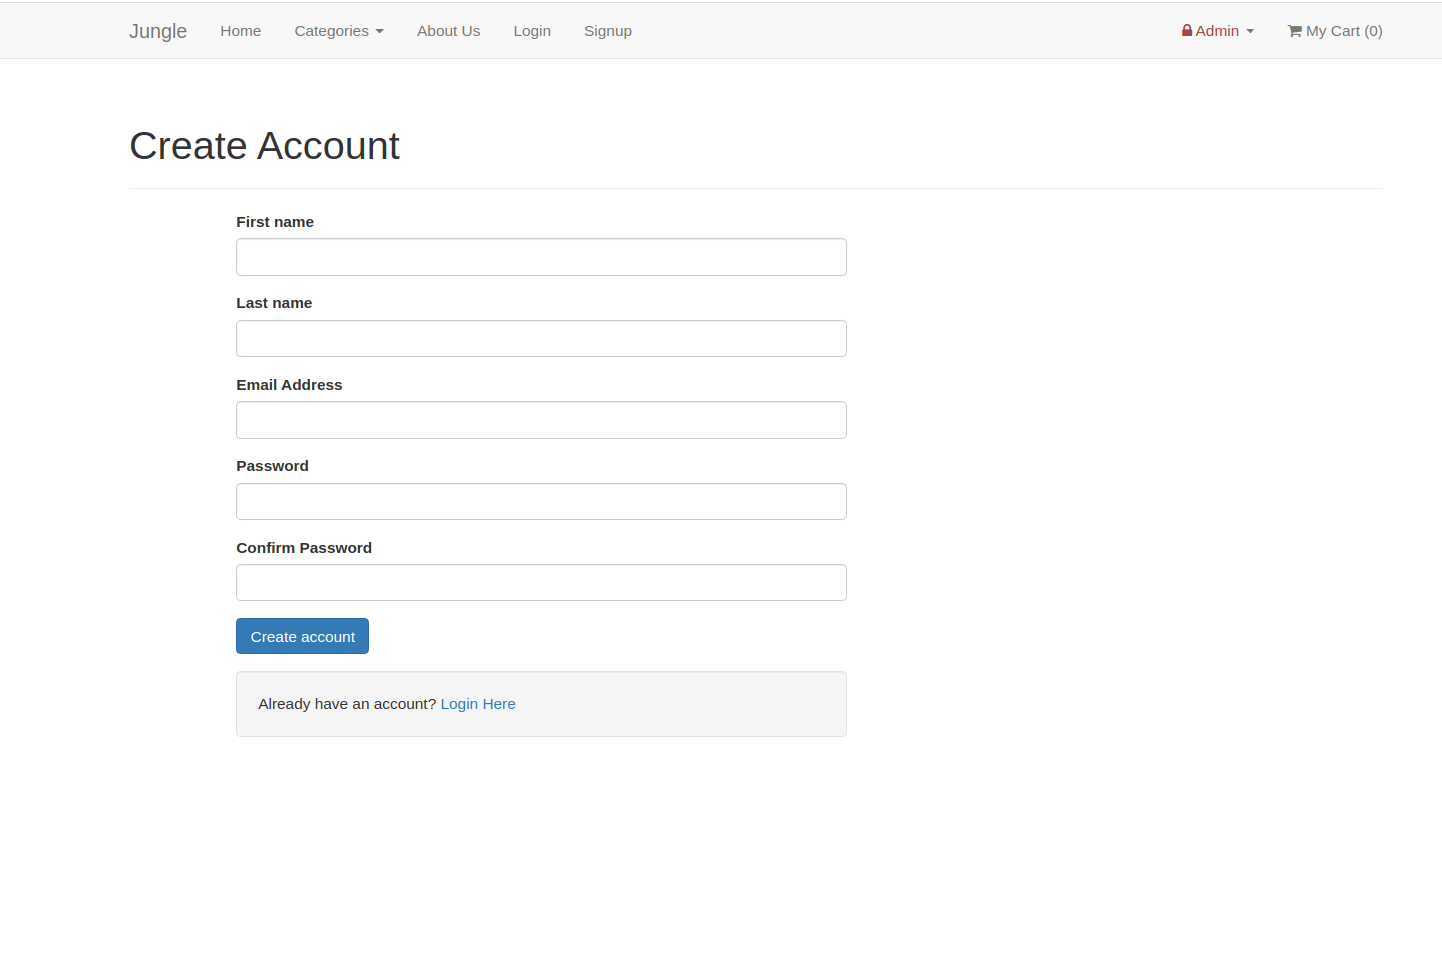 Jungle Home Categories About Us Login Signup Admin My Cart (0)
Create Account
First name
Last name
Email Address
Password
Confirm Password
Create account
Already have an account? Login Here